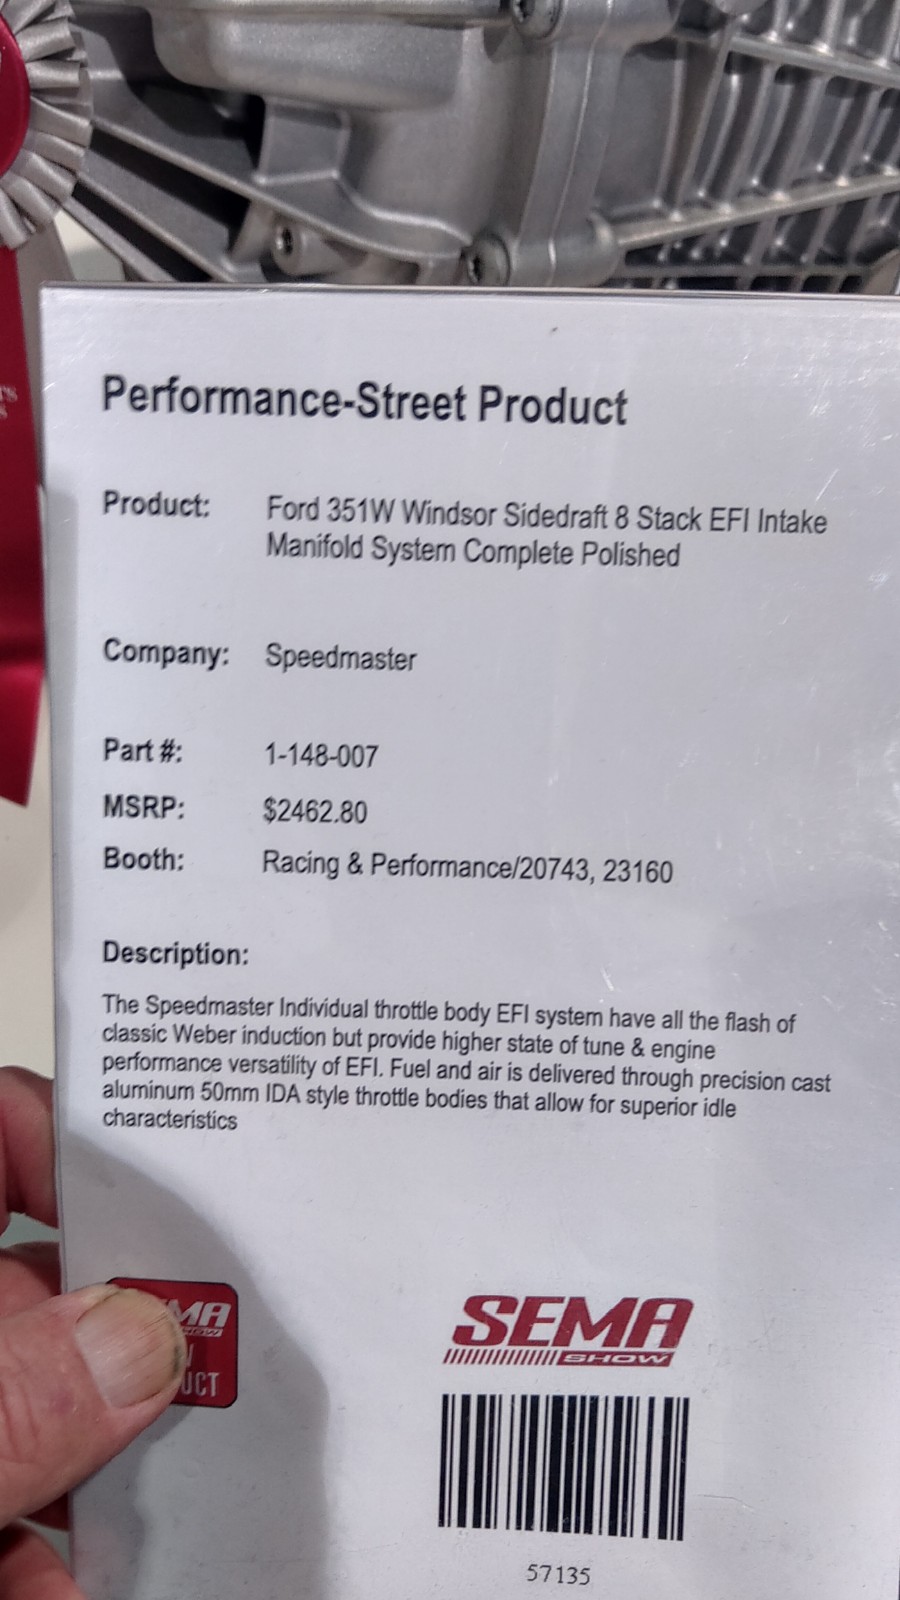 Performance-Street Product
Product: Ford 351W Windsor Sidedraft 8 Stack EFI Intake
Manifold System Complete Polished
Company: Speedmaster
Part #: 1-148-007
MSRP: $2462.80
Booth: Racing & Performance/20743, 23160
Description:
The Speedmaster Individual throttle body EFI system have all the flash of
classic Weber induction but provide higher state of tune & engine
performance versatility of EFI. Fuel and air is delivered through precision cast
aluminum 50mm IDA style throttle bodies that allow for superior idle
characteristics
SEMA
SHOW
57135